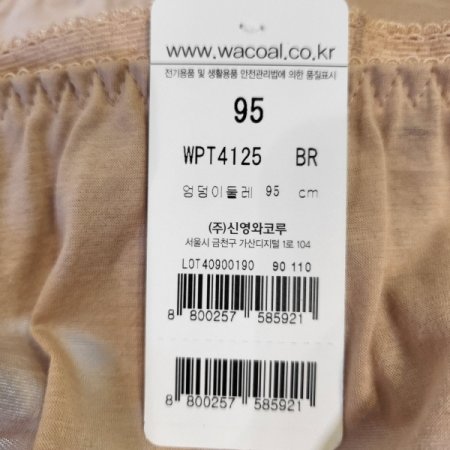 www.wacoal.co.kr
전기용품 및 생활용품 안전관리법에 의한 품질표시
95
WPT4125 BR
엉덩이둘레 95 cm
(주)신영와코루
서울시 금천구 가산디지털 1로 104
LOT40900190 90 110
8 800257 585921
8 800257 585921